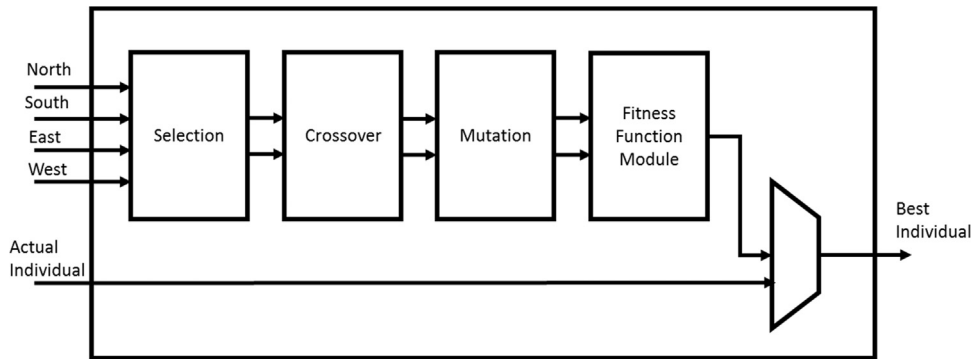 North
South
East
West
Selection
Crossover
Mutation
Fitness
Function
Module
Actual
Individual
Best
Individual